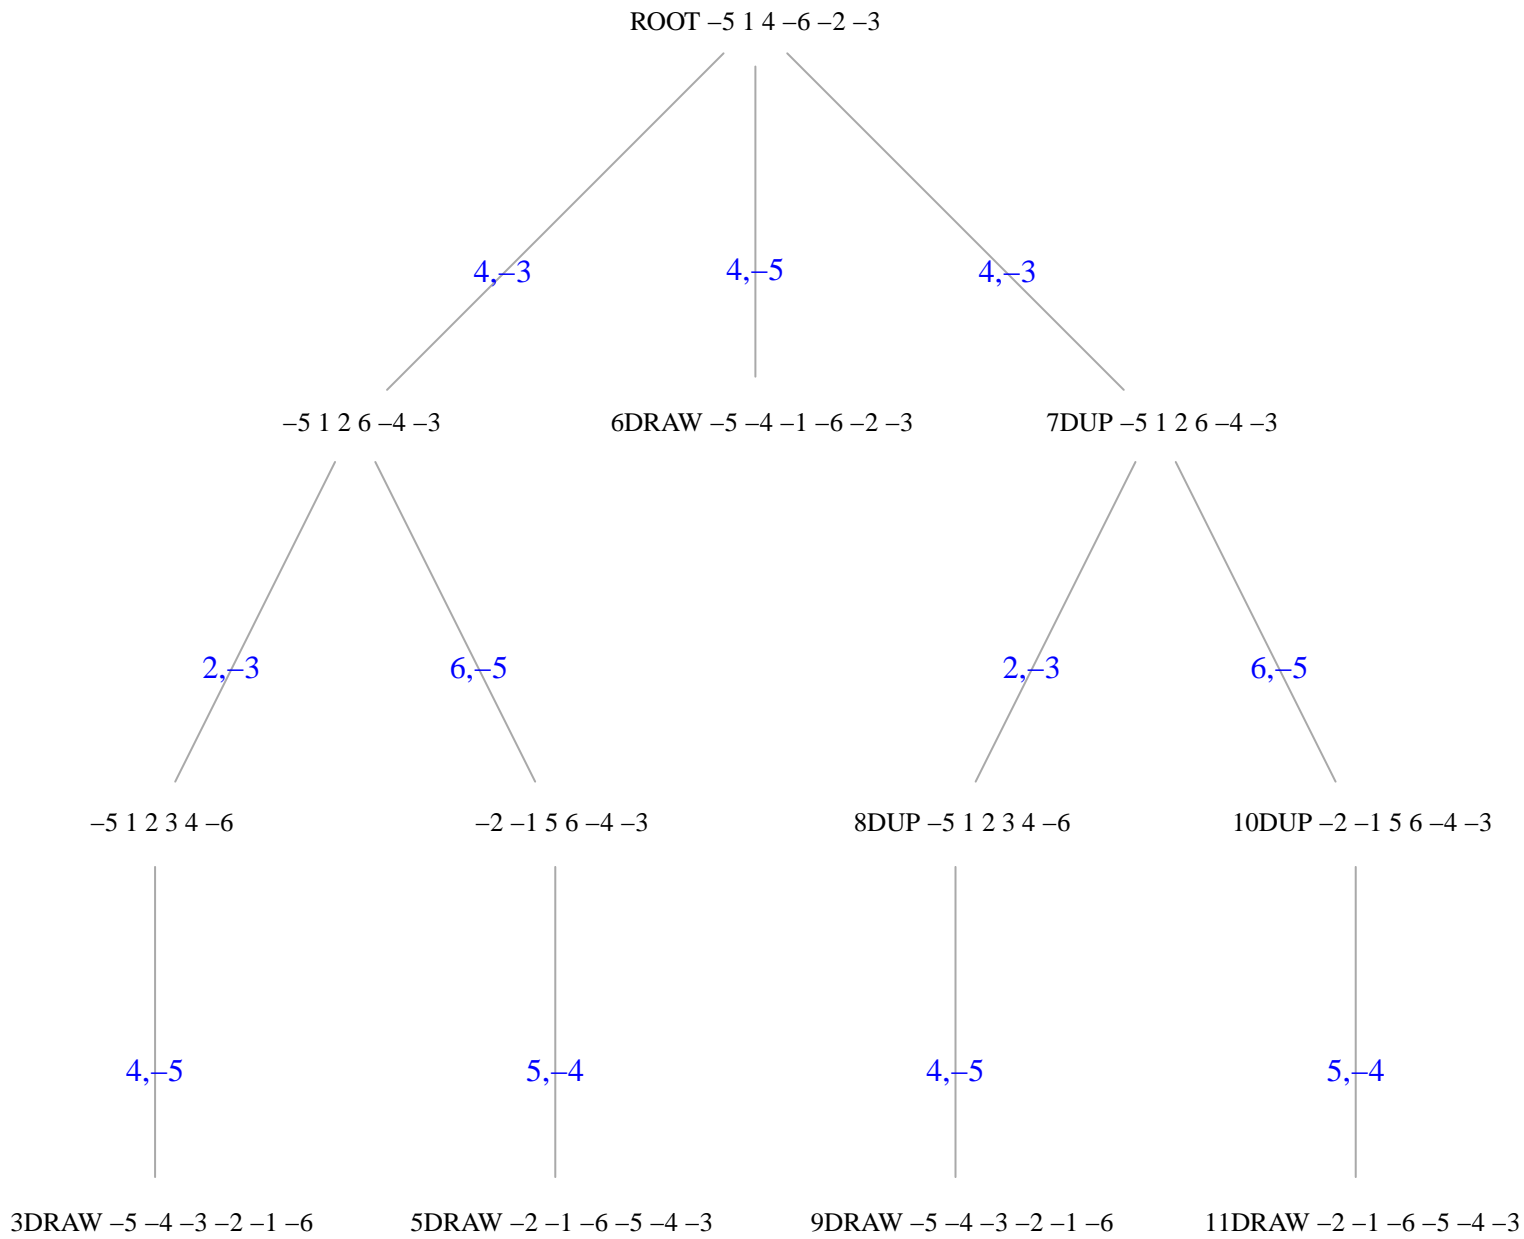 ROOT –5 1 4 –6 –2 –3
4,–3 4,–5 4,–3
–5 1 2 6 –4 –3 6DRAW –5 –4 –1 –6 –2 –3 7DUP –5 1 2 6 –4 –3
2,–3 6,–5 2,–3 6,–5
–5 1 2 3 4 –6 –2 –1 5 6 –4 –3 8DUP –5 1 2 3 4 –6 10DUP –2 –1 5 6 –4 –3
4,–5 5,–4 4,–5 5,–4
3DRAW –5 –4 –3 –2 –1 –6 5DRAW –2 –1 –6 –5 –4 –3 9DRAW –5 –4 –3 –2 –1 –6 11DRAW –2 –1 –6 –5 –4 –3